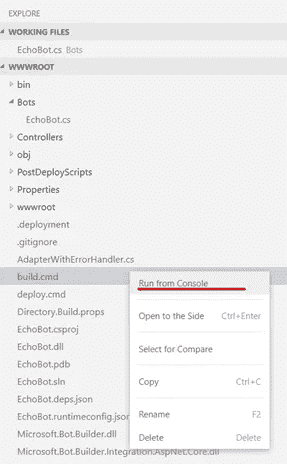 EXPLORE
WORKING FILES
EchoBot.cs Bots
WWWROOT
bin
Bots
EchoBot.cs
Controllers
obj
PostDeployScripts
Properties
wwwroot
.deployment
.gitignore
AdapterWithErrorHandler.cs
build.cmd
Run from Console
deploy.cmd
Directory.Build.props
Open to the Side Ctrl+Enter
EchoBot.csproj
EchoBot.dll
Select for Compare
EchoBot.pdb
EchoBot.sln
Copy Ctrl+C
EchoBot.deps.json
EchoBot.runtimeconfig.json
Rename F2
Microsoft.Bot.Builder.dll
Delete Delete
Microsoft.Bot.Builder.Integration.AspNet.Core.dll